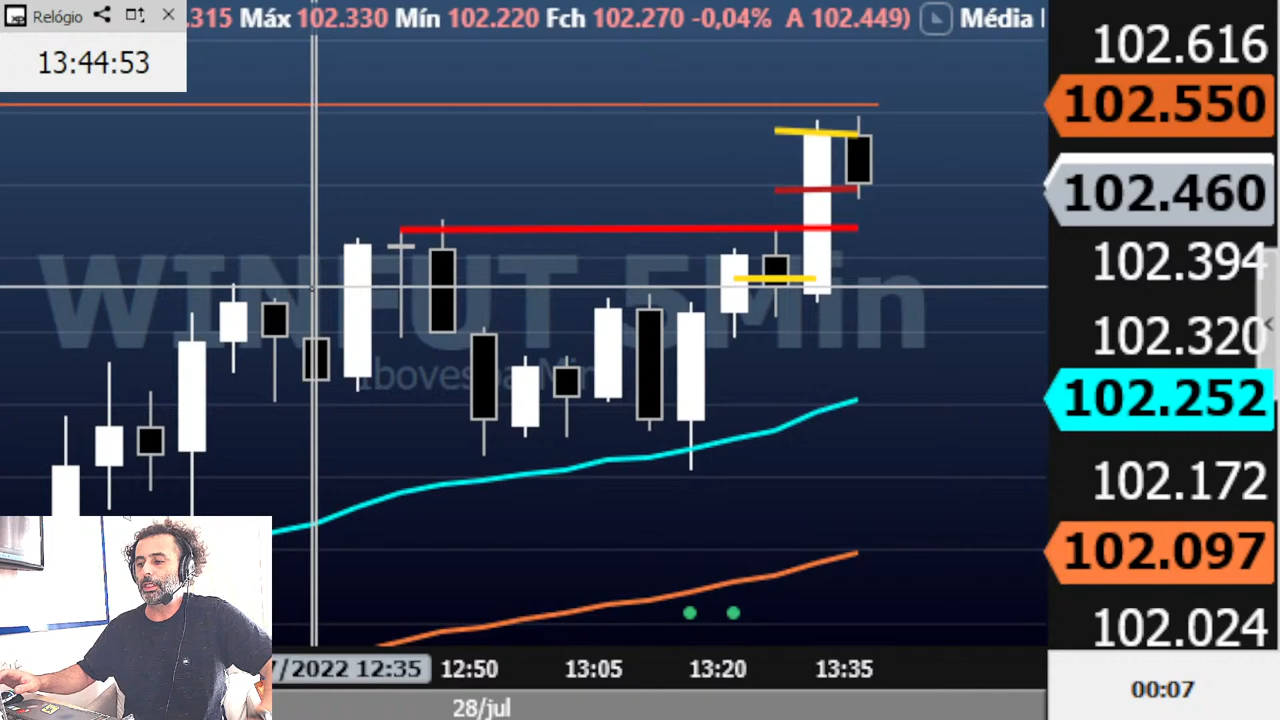 Relógio
13:44:53
.315 Máx 102.330 Mín 102.220 Fch 102.270 -0,04% A 102.449) Média
102.616
102.550
102.460
102.394
102.320
102.252
102.172
102.097
102.024
WINFUT 5Min
Ibovespa Mini
7/2022 12:35 12:50 13:05 13:20 13:35
28/jul
00:07